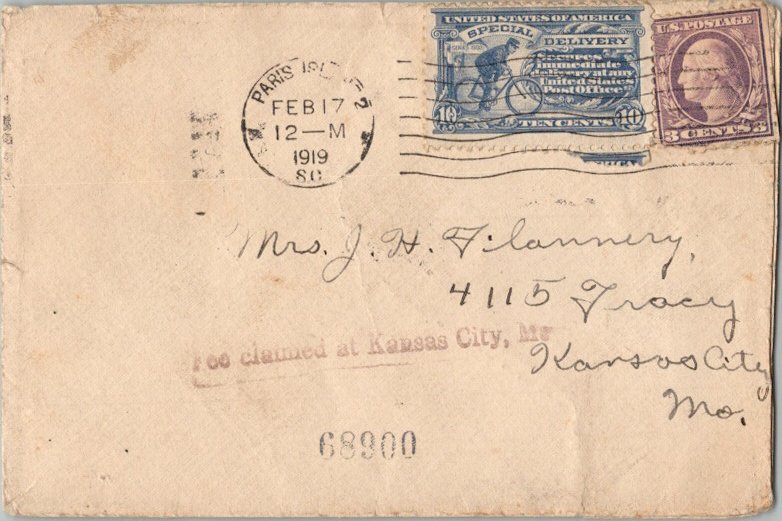 UNITED STATES OF AMERICA
SPECIAL DELIVERY
Secures
Immediate
delivery at any
United States
Post Office
10 TEN CENTS 10
U.S. POSTAGE
3 CENTS 3
PARIS ISLAND
FEB 17
12—M
1919
S.C.
Mrs. J. H. Flannery,
4115 Tracy
Kansas City
Mo.
Fee claimed at Kansas City, Mo
68900